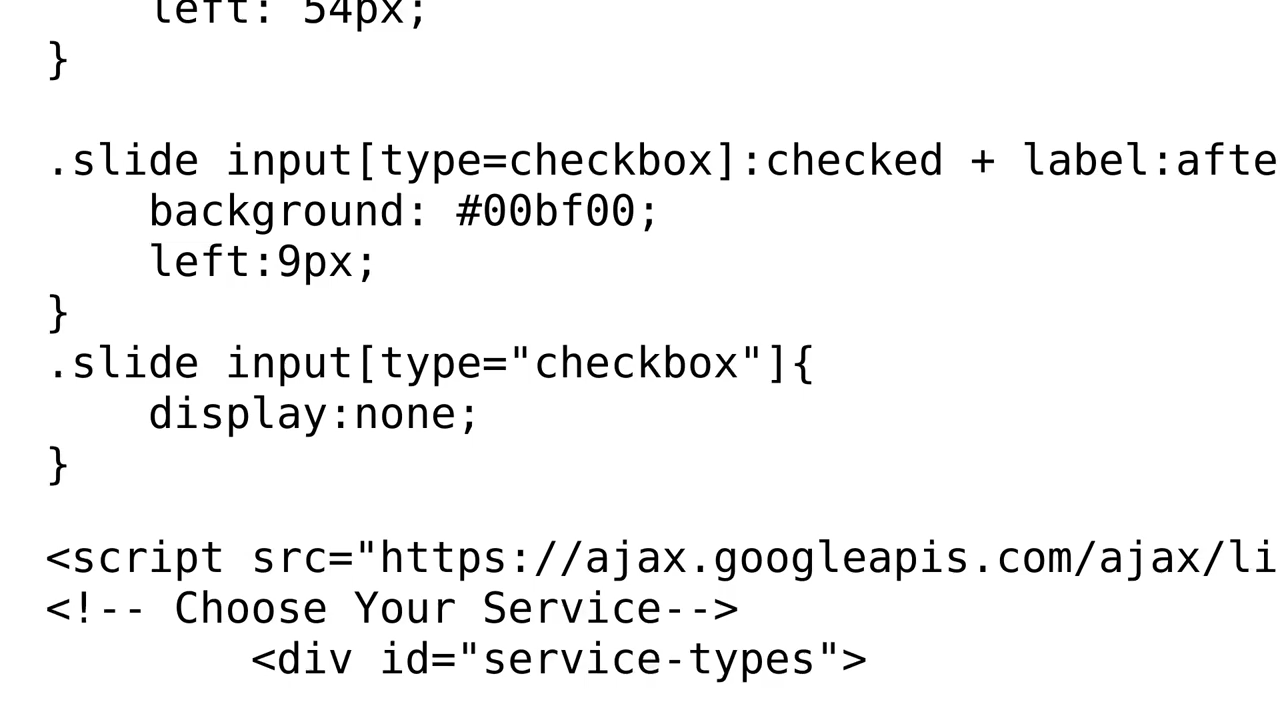 left: 54px;
}
.slide input[type=checkbox]:checked + label:afte
background: #00bf00;
left:9px;
}
.slide input[type="checkbox"]{
display:none;
}
<script src="https://ajax.googleapis.com/ajax/li
<!-- Choose Your Service-->
<div id="service-types">